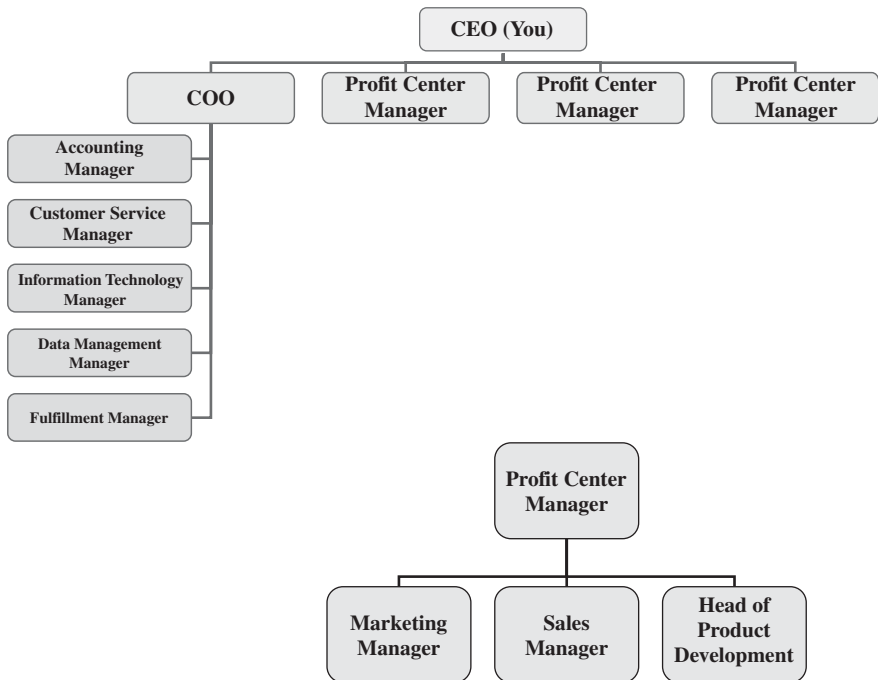 CEO (You)
COO
Profit Center
Manager
Profit Center
Manager
Profit Center
Manager
Accounting
Manager
Customer Service
Manager
Information Technology
Manager
Data Management
Manager
Fulfillment Manager
Profit Center
Manager
Marketing
Manager
Sales
Manager
Head of
Product
Development